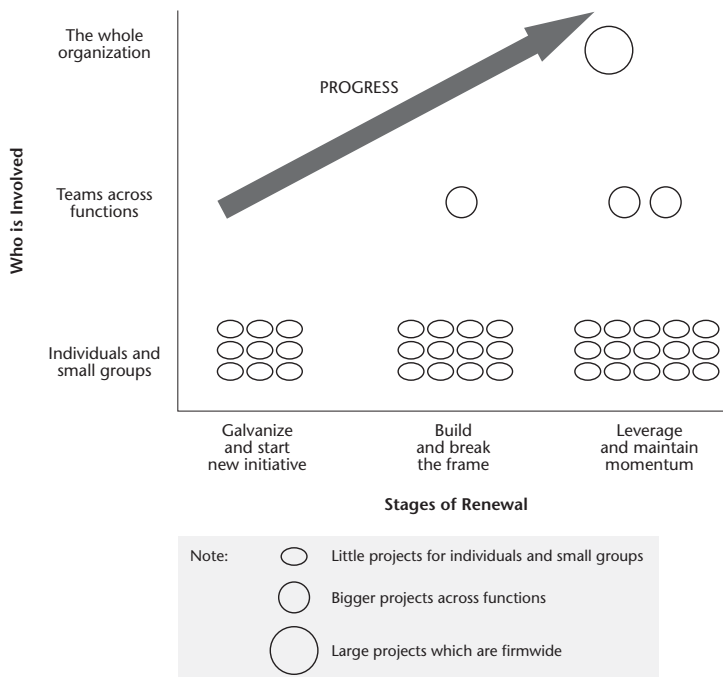 The whole
organization
PROGRESS
Who is Involved
Teams across
functions
Individuals and
small groups
Galvanize
and start
new initiative
Build
and break
the frame
Leverage
and maintain
momentum
Stages of Renewal
Note:
Little projects for individuals and small groups
Bigger projects across functions
Large projects which are firmwide